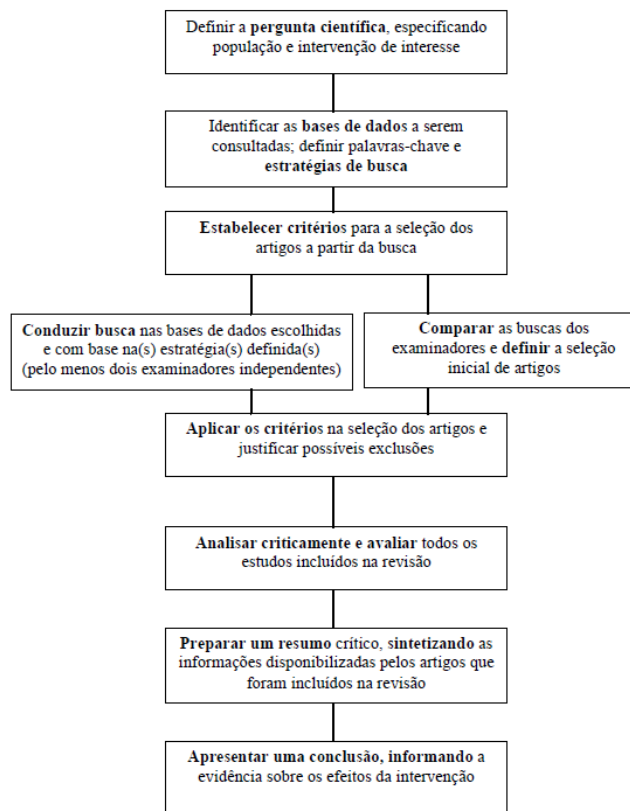 Definir a pergunta científica, especificando
população e intervenção de interesse
Identificar as bases de dados a serem
consultadas; definir palavras-chave e
estratégias de busca
Estabelecer critérios para a seleção dos
artigos a partir da busca
Conduzir busca nas bases de dados escolhidas
e com base na(s) estratégia(s) definida(s)
(pelo menos dois examinadores independentes)
Comparar as buscas dos
examinadores e definir a seleção
inicial de artigos
Aplicar os critérios na seleção dos artigos e
justificar possíveis exclusões
Analisar criticamente e avaliar todos os
estudos incluídos na revisão
Preparar um resumo crítico, sintetizando as
informações disponibilizadas pelos artigos que
foram incluídos na revisão
Apresentar uma conclusão, informando a
evidência sobre os efeitos da intervenção